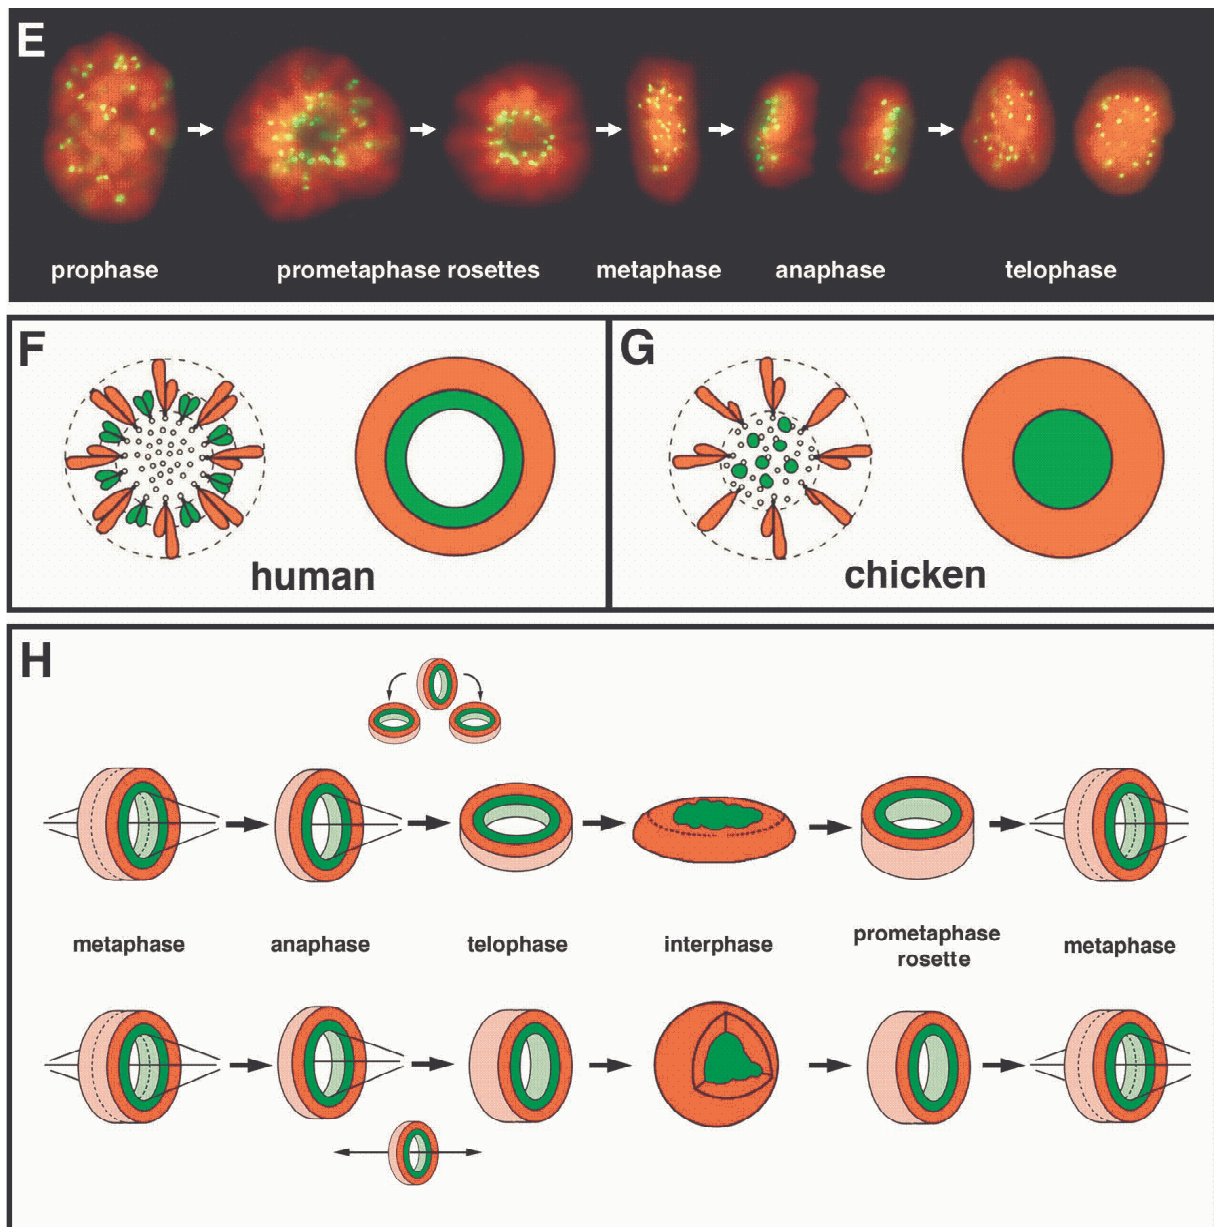 E
prophase
prometaphase rosettes
metaphase
anaphase
telophase
F
human
G
chicken
H
metaphase
anaphase
telophase
interphase
prometaphase
rosette
metaphase